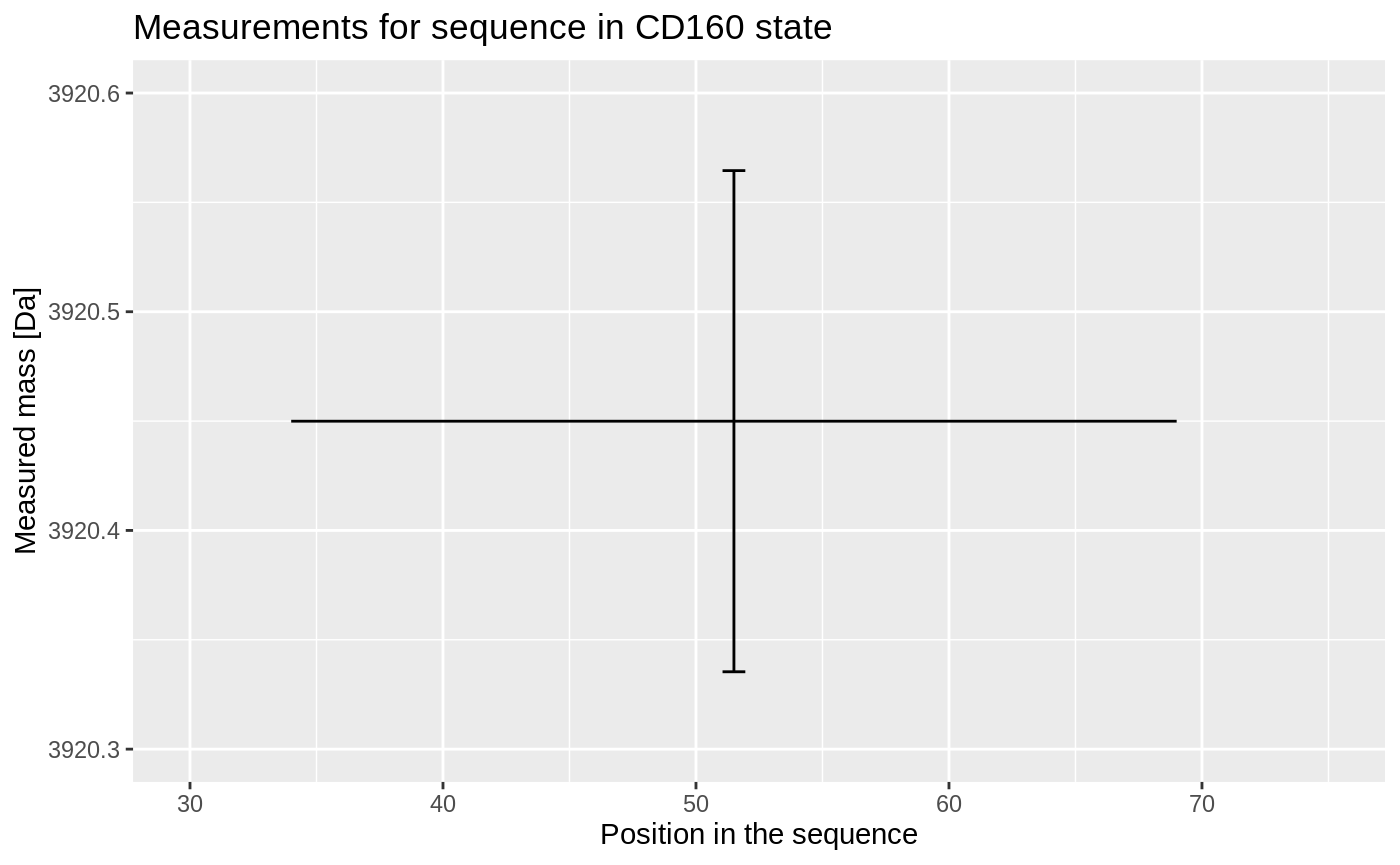 Measurements for sequence in CD160 state
Measured mass [Da]
3920.6
3920.5
3920.4
3920.3
30 40 50 60 70
Position in the sequence